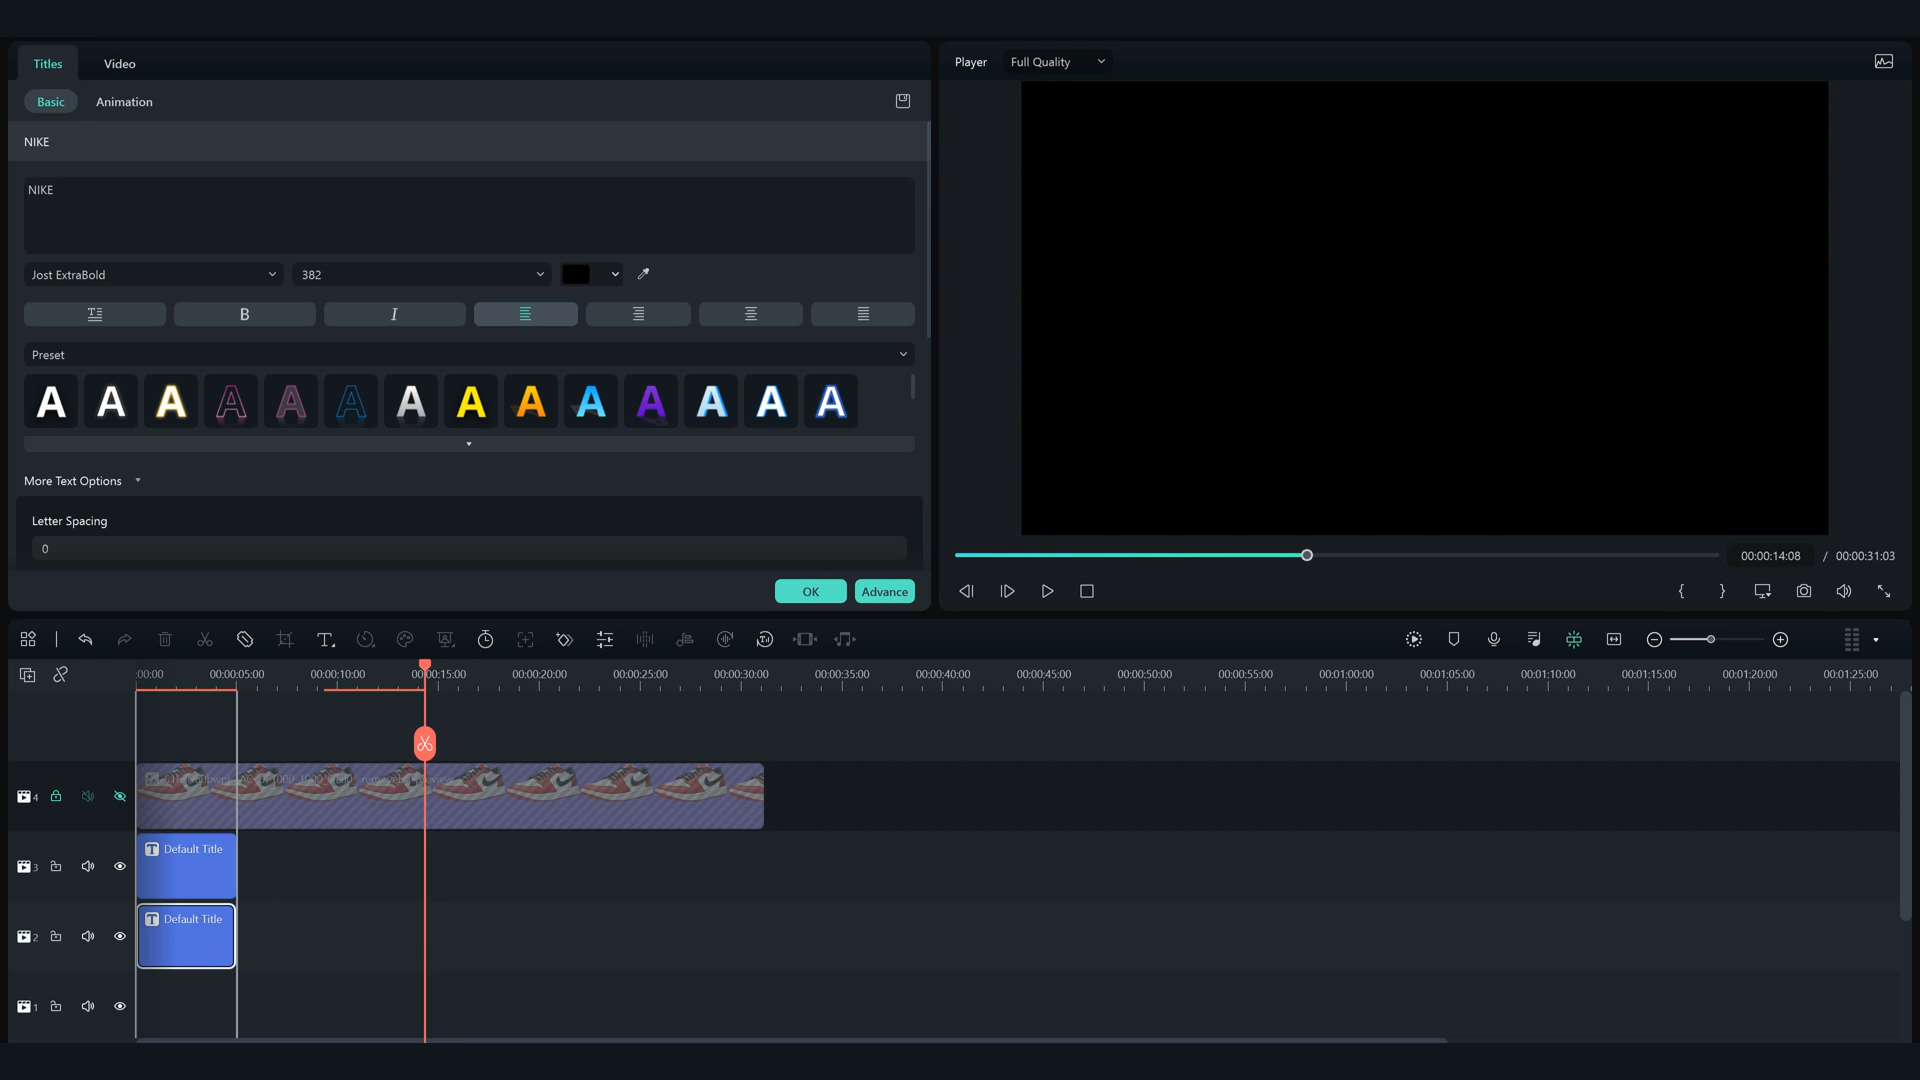 Titles
Video
Player
Full Quality
Basic
Animation
NIKE
NIKE
Jost ExtraBold
382
B
I
Preset
A A A A A A A A A A A A A A
More Text Options
Letter Spacing
0
OK
Advance
00:00:14:08 / 00:00:31:03
:00:00 00:00:05:00 00:00:10:00 00:00:15:00 00:00:20:00 00:00:25:00 00:00:30:00 00:00:35:00 00:00:40:00 00:00:45:00 00:00:50:00 00:00:55:00 00:01:00:00 00:01:05:00 00:01:10:00 00:01:15:00 00:01:20:00 00:01:25:00
4
T Default Title
3
T Default Title
2
1